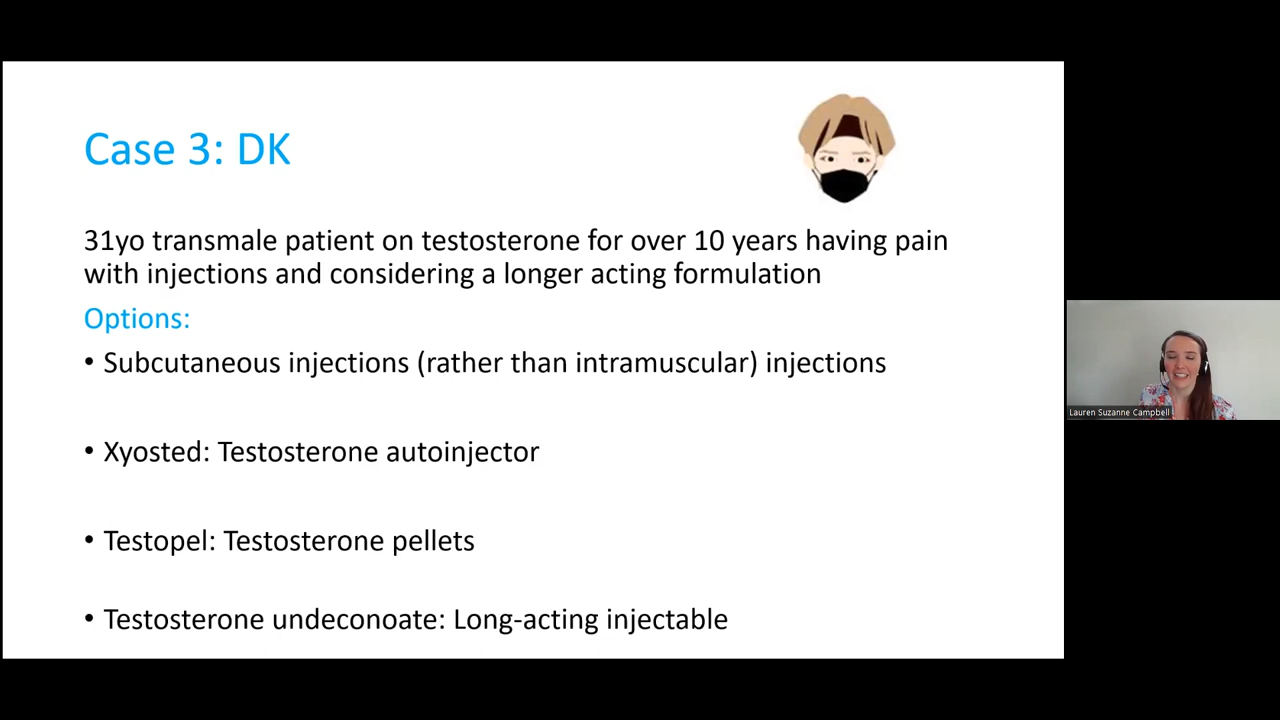 Case 3: DK
31yo transmale patient on testosterone for over 10 years having pain
with injections and considering a longer acting formulation
Options:
• Subcutaneous injections (rather than intramuscular) injections
• Xyosted: Testosterone autoinjector
• Testopel: Testosterone pellets
• Testosterone undeconoate: Long-acting injectable
Lauren Suzanne Campbell